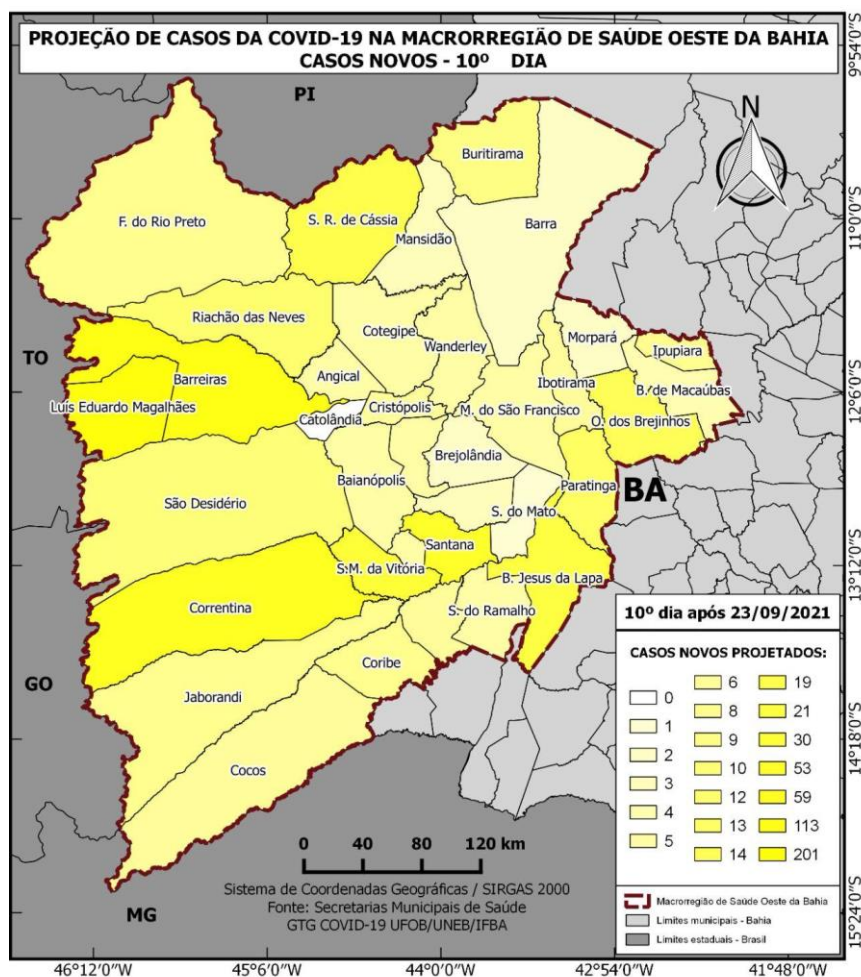 PROJEÇÃO DE CASOS DA COVID-19 NA MACRORREGIÃO DE SAÚDE OESTE DA BAHIA
CASOS NOVOS - 10º DIA
9°54'0"S
11°0'0"S
12°6'0"S
13°12'0"S
14°18'0"S
15°24'0"S
PI
N
Buritirama
F. do Rio Preto
S. R. de Cássia
Mansidão
Barra
Riachão das Neves
Cotegipe
Wanderley
Morpará
Ipupiara
TO
Barreiras
Angical
Ibotirama
B. de Macaúbas
Luís Eduardo Magalhães
Catolândia
Cristópolis
M. do São Francisco
O. dos Brejinhos
Brejolândia
Baianópolis
Paratinga
BA
São Desidério
S. do Mato
Santana
S.M. da Vitória
B. Jesus da Lapa
Correntina
S. do Ramalho
Coribe
GO
Jaborandi
Cocos
MG
10º dia após 23/09/2021
CASOS NOVOS PROJETADOS:
0
1
2
3
4
5
6
8
9
10
12
13
14
19
21
30
53
59
113
201
Macrorregião de Saúde Oeste da Bahia
Limites municipais - Bahia
Limites estaduais - Brasil
0 40 80 120 km
Sistema de Coordenadas Geográficas / SIRGAS 2000
Fonte: Secretarias Municipais de Saúde
GTG COVID-19 UFOB/UNEB/IFBA
46°12'0"W 45°6'0"W 44°0'0"W 42°54'0"W 41°48'0"W